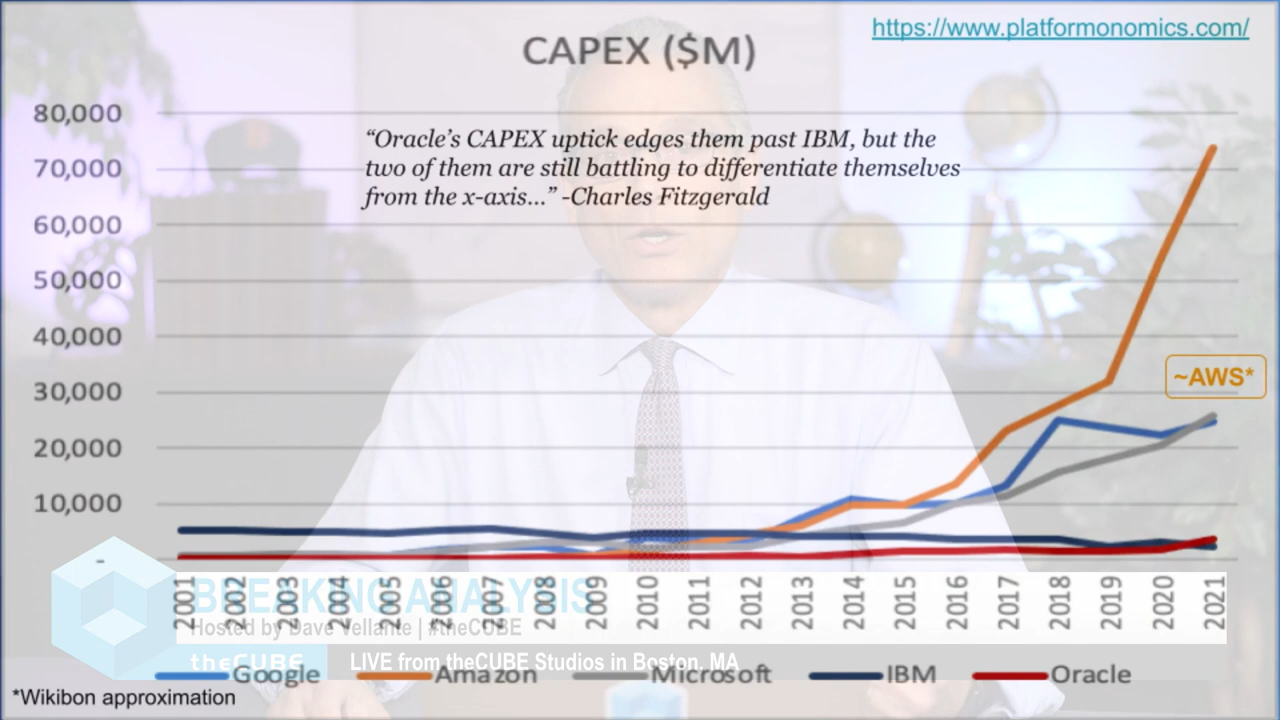 https://www.platformonomics.com/
CAPEX ($M)
80,000
70,000
60,000
50,000
40,000
30,000
20,000
10,000
-
“Oracle’s CAPEX uptick edges them past IBM, but the
two of them are still battling to differentiate themselves
from the x-axis...” -Charles Fitzgerald
~AWS*
2001 2002 2003 2004 2005 2006 2007 2008 2009 2010 2011 2012 2013 2014 2015 2016 2017 2018 2019 2020 2021
BREAKING ANALYSIS
Hosted by Dave Vellante | #theCUBE
theCUBE LIVE from theCUBE Studios in Boston, MA
Google Amazon Microsoft IBM Oracle
*Wikibon approximation